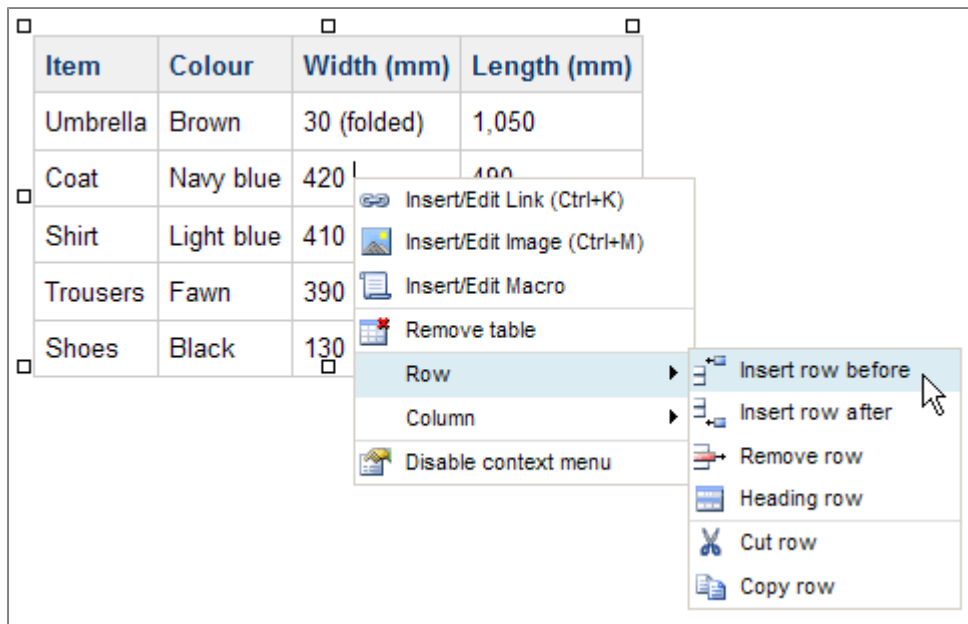 Item Colour Width (mm) Length (mm)
Umbrella Brown 30 (folded) 1,050
Coat Navy blue 420 490
Shirt Light blue 410
Trousers Fawn 390
Shoes Black 130
Insert/Edit Link (Ctrl+K)
Insert/Edit Image (Ctrl+M)
Insert/Edit Macro
Remove table
Row
Column
Disable context menu
Insert row before
Insert row after
Remove row
Heading row
Cut row
Copy row